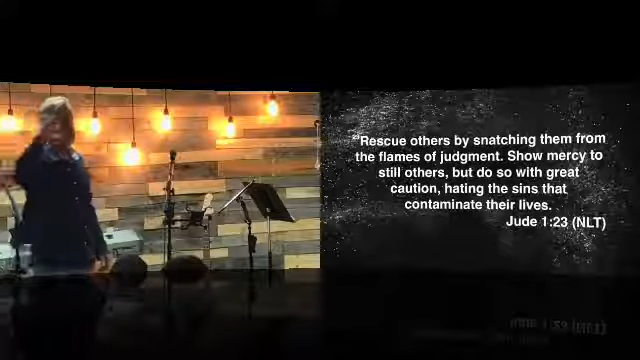 ²³Rescue others by snatching them from
the flames of judgment. Show mercy to
still others, but do so with great
caution, hating the sins that
contaminate their lives.
Jude 1:23 (NLT)